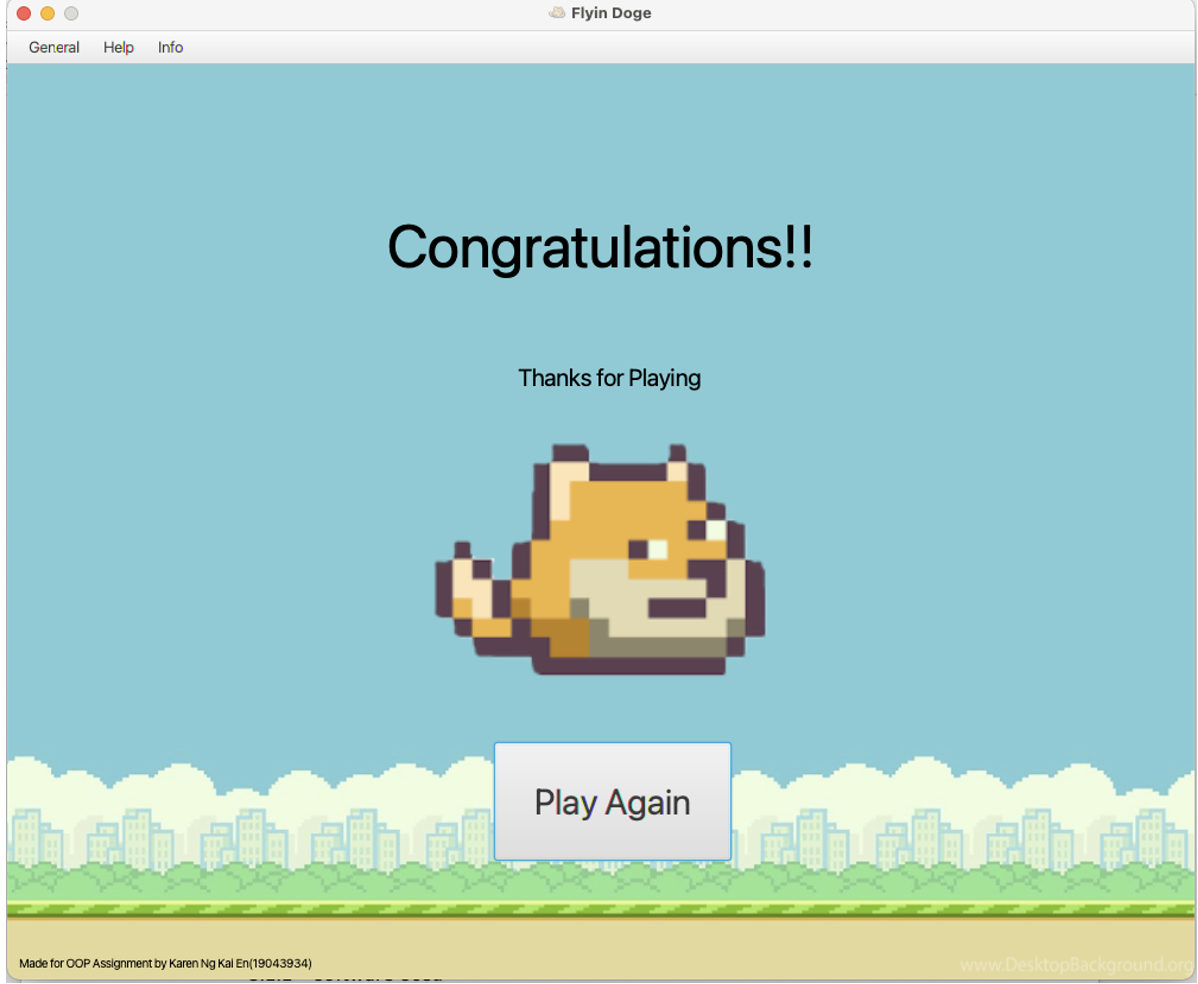 Flyin Doge
General Help Info
Congratulations!!
Thanks for Playing
Play Again
Made for OOP Assignment by Karen Ng Kai En(19043934)
www.DesktopBackground.org